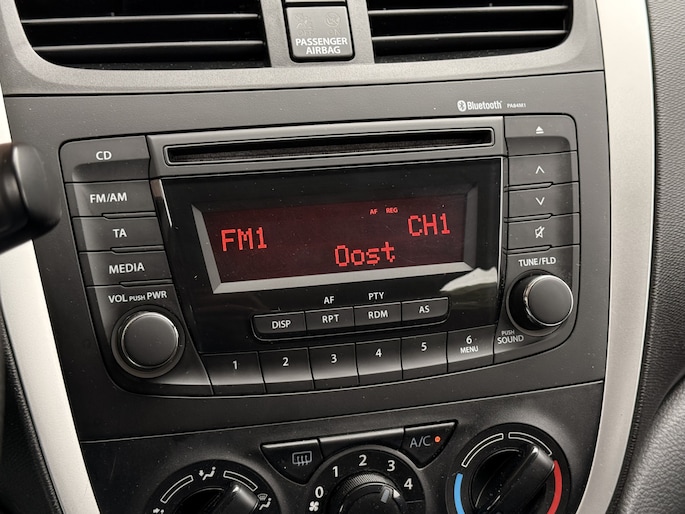 PASSENGER
AIRBAG
Bluetooth PA84M1
CD
FM/AM
TA
MEDIA
VOL PUSH PWR
AF REG
FM1 CH1
Oost
TUNE/FLD
PUSH
SOUND
AF PTY
DISP RPT RDM AS
1 2 3 4 5 6
MENU
A/C
0 1 2 3 4